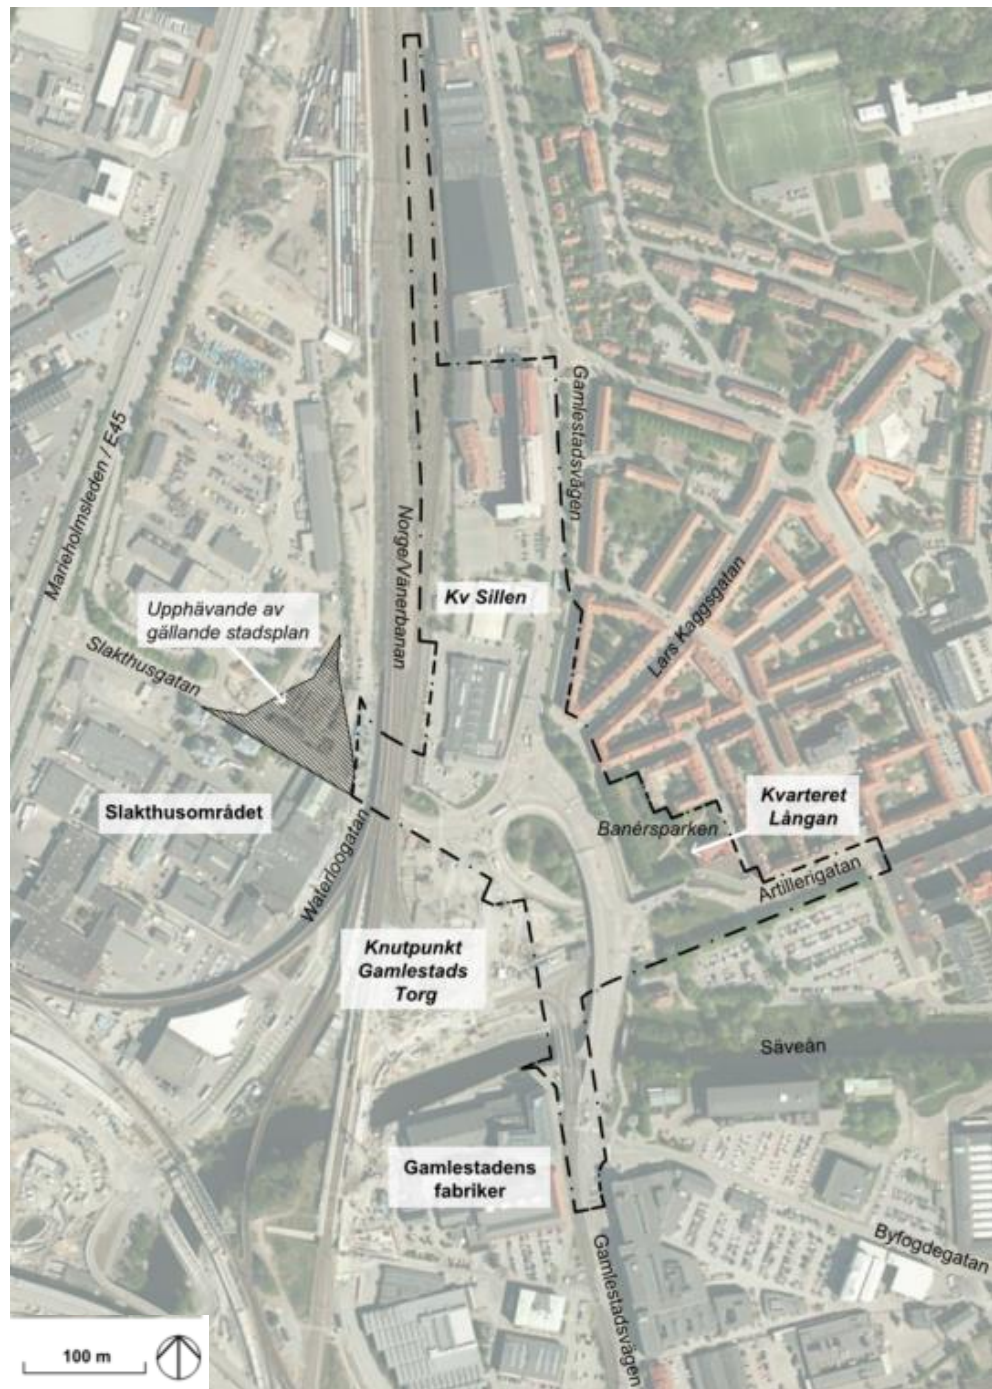 Gamlestadsvägen
Marieholmsleden / E45
Norge/Vänerbanan
Kv Sillen
Lars Kaggsgatan
Upphävande av
gällande stadsplan
Slakthusgatan
Slakthusområdet
Kvarteret
Långan
Banérsparken
Waterloogatan
Artillerigatan
Knutpunkt
Gamlestads
Torg
Säveån
Gamlestadens
fabriker
Byfogdegatan
Gamlestadsvägen
100 m